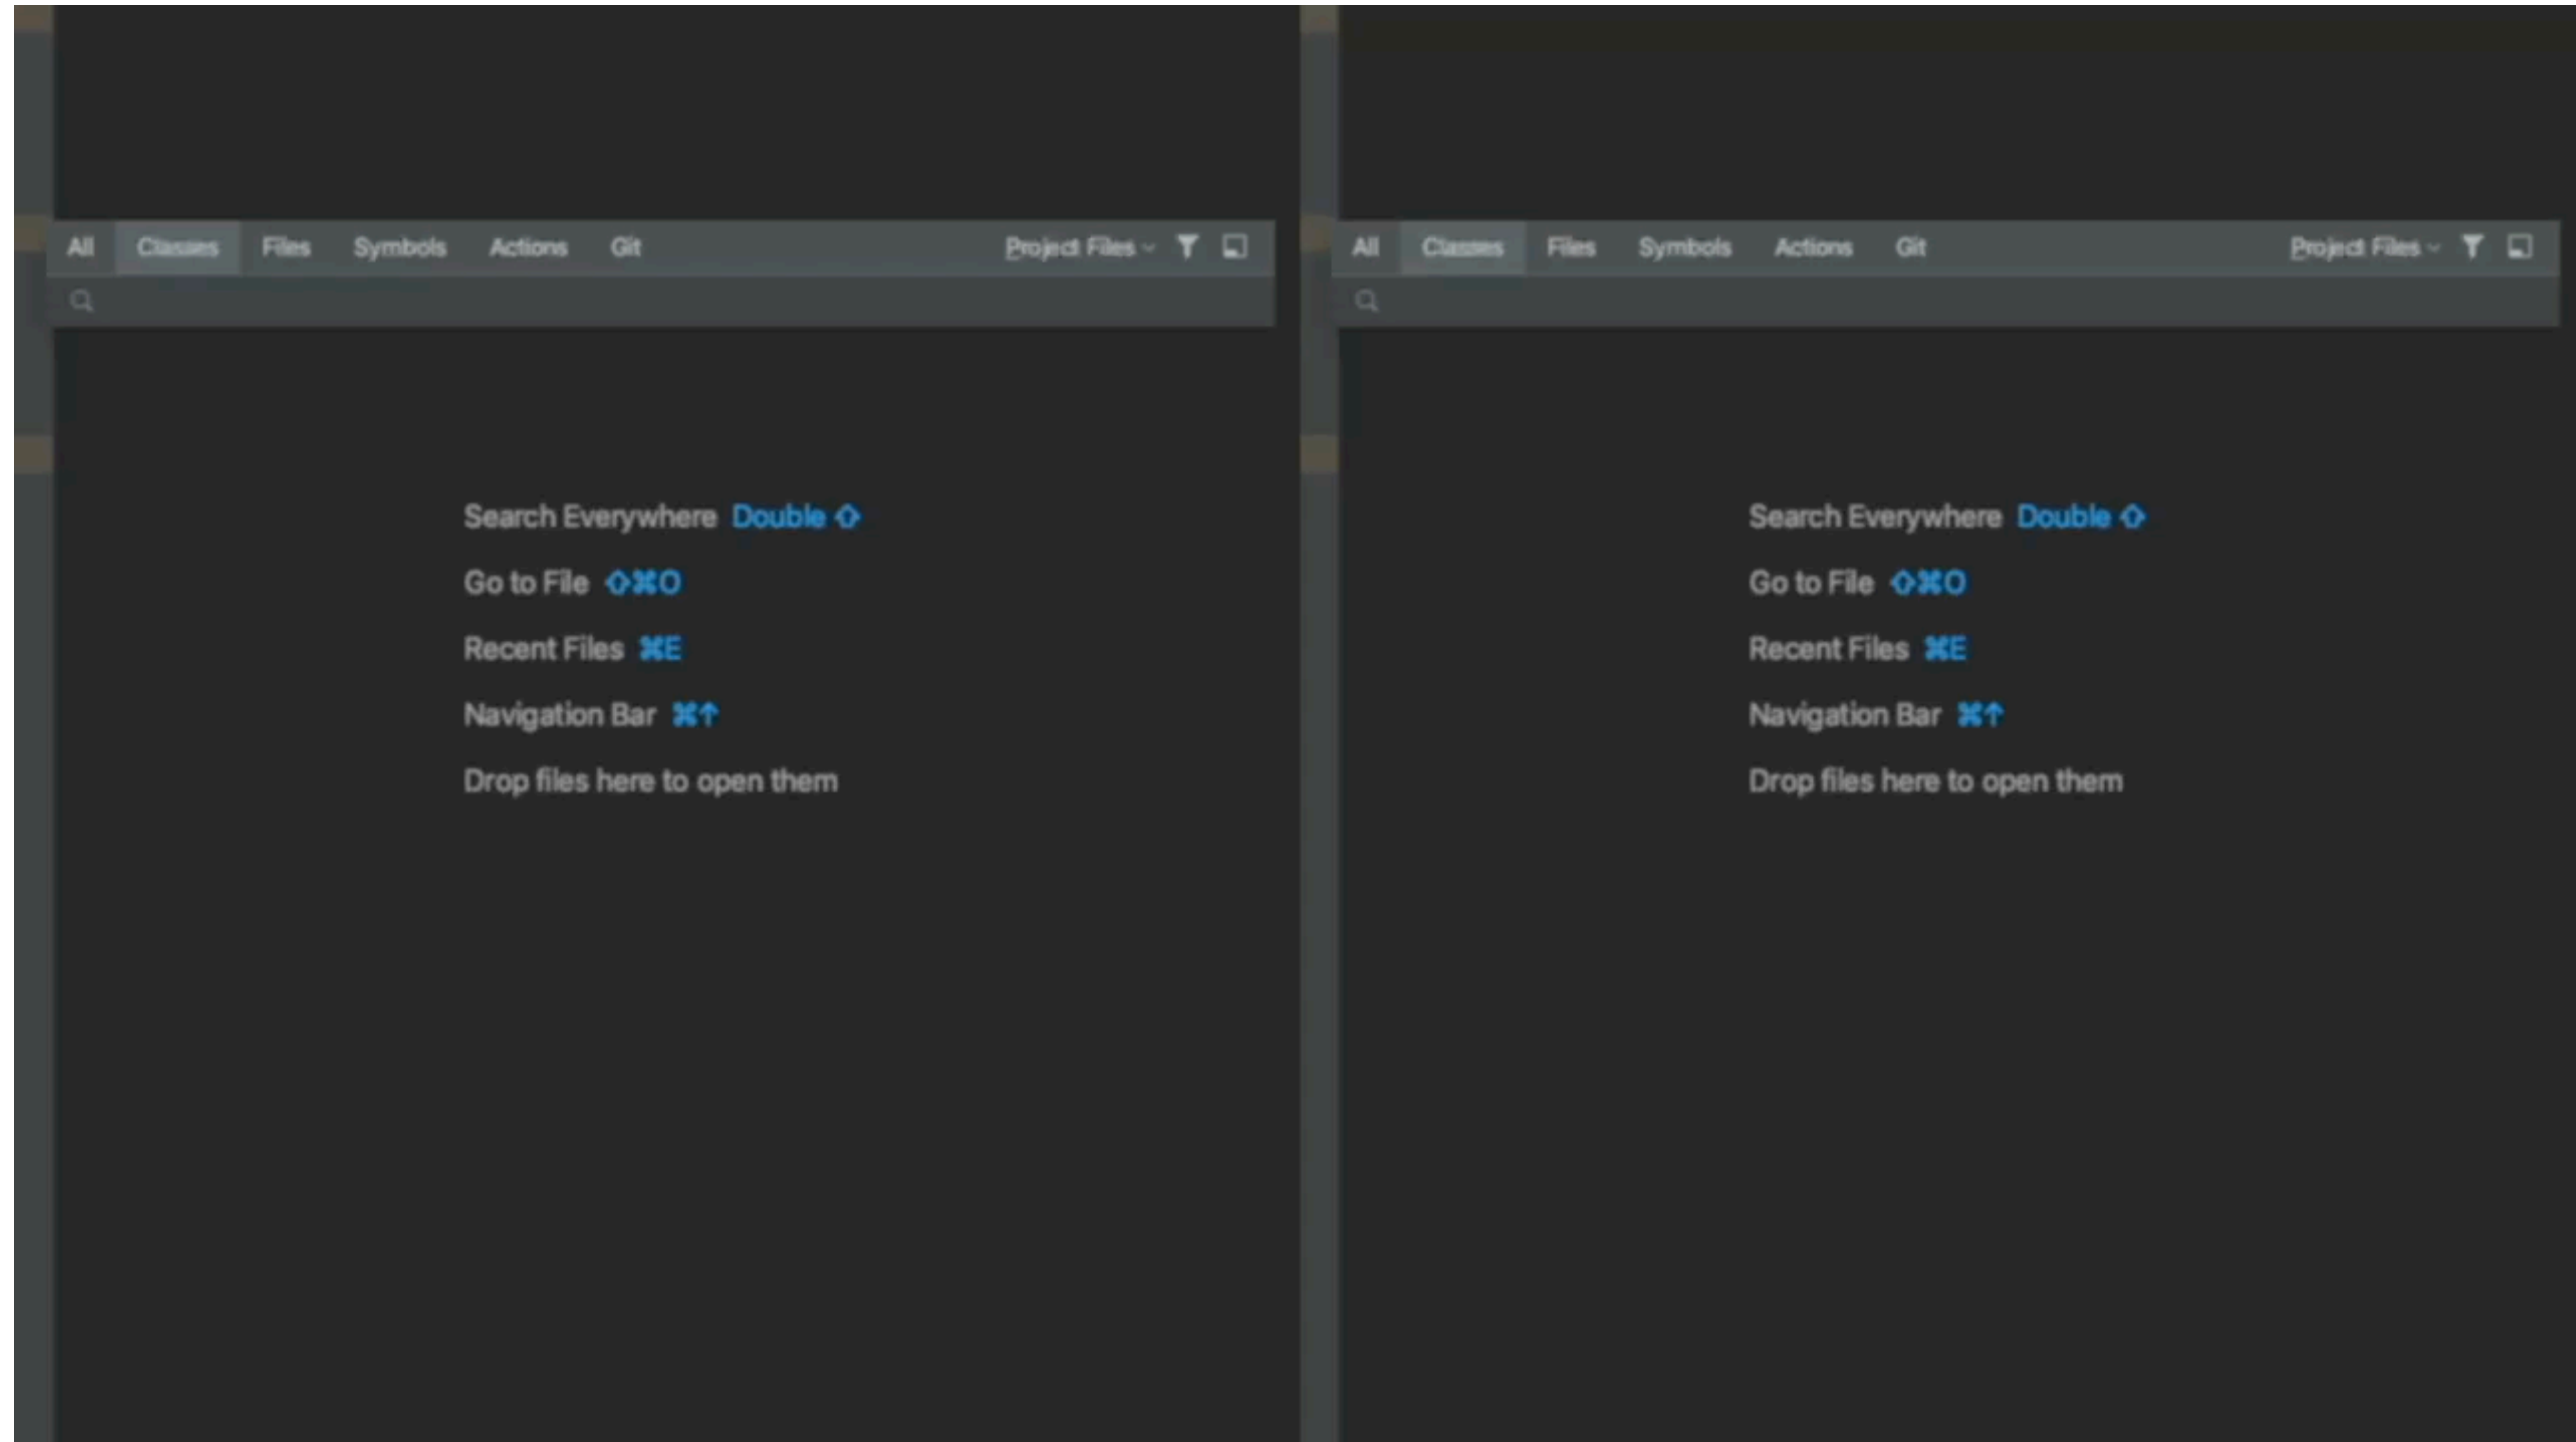 All Classes Files Symbols Actions Git Project Files
Search Everywhere Double ⇧
Go to File ⇧⌘O
Recent Files ⌘E
Navigation Bar ⌘↑
Drop files here to open them
All Classes Files Symbols Actions Git Project Files
Search Everywhere Double ⇧
Go to File ⇧⌘O
Recent Files ⌘E
Navigation Bar ⌘↑
Drop files here to open them